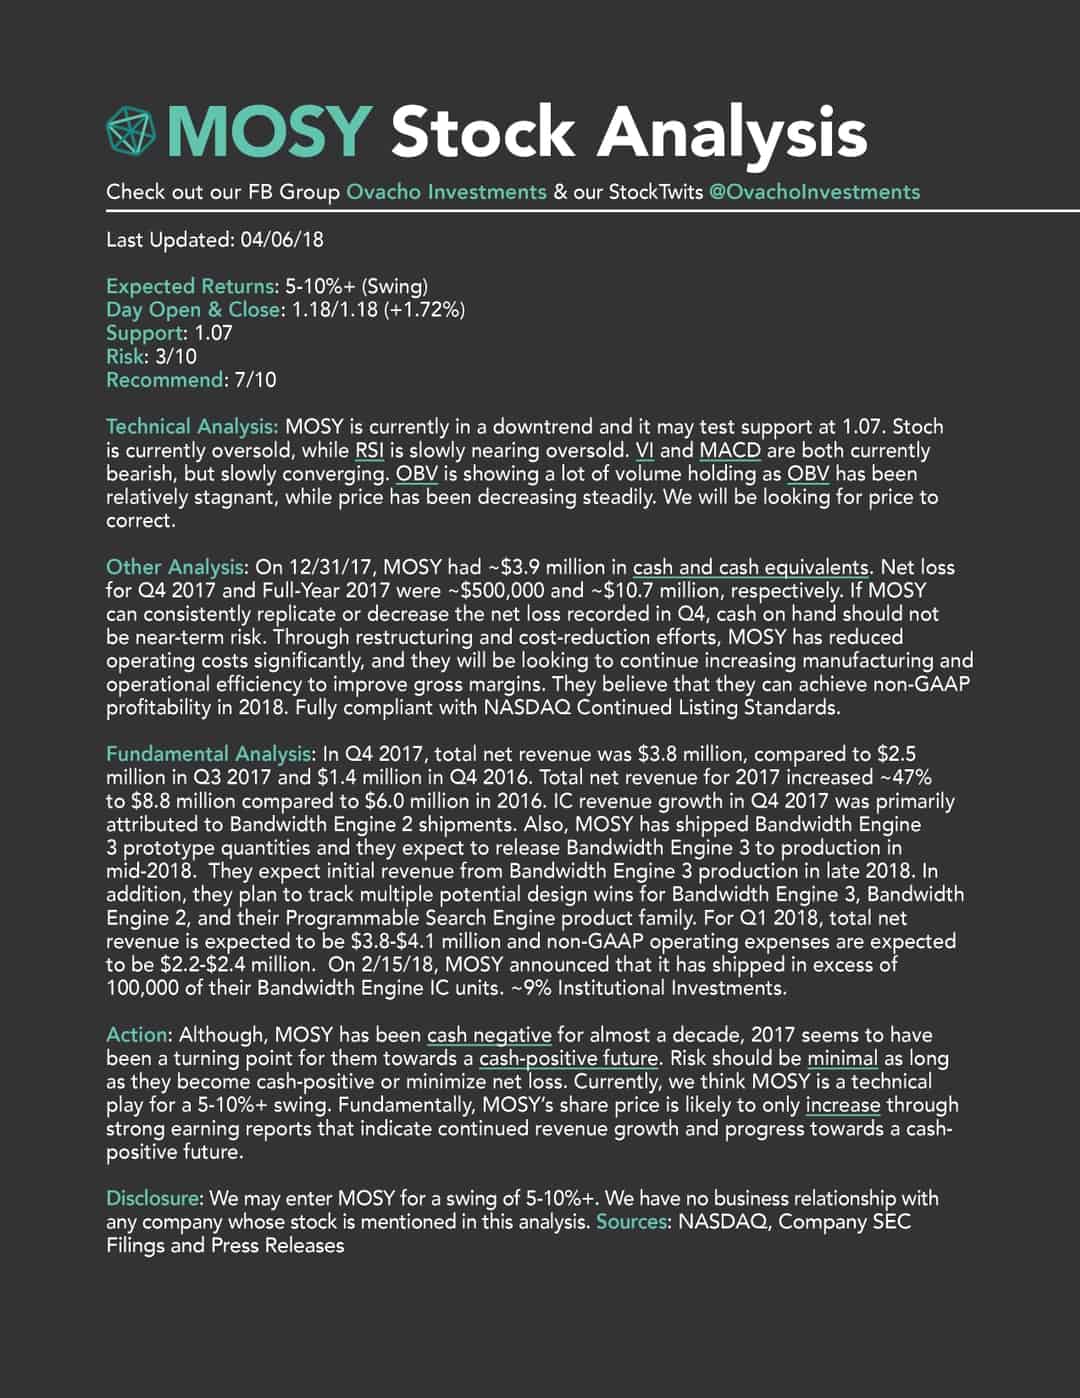 MOSY Stock Analysis
Check out our FB Group Ovacho Investments & our StockTwits @OvachoInvestments
Last Updated: 04/06/18
Expected Returns: 5-10%+ (Swing)
Day Open & Close: 1.18/1.18 (+1.72%)
Support: 1.07
Risk: 3/10
Recommend: 7/10
Technical Analysis: MOSY is currently in a downtrend and it may test support at 1.07. Stoch
is currently oversold, while RSI is slowly nearing oversold. VI and MACD are both currently
bearish, but slowly converging. OBV is showing a lot of volume holding as OBV has been
relatively stagnant, while price has been decreasing steadily. We will be looking for price to
correct.
Other Analysis: On 12/31/17, MOSY had ~$3.9 million in cash and cash equivalents. Net loss
for Q4 2017 and Full-Year 2017 were ~$500,000 and ~$10.7 million, respectively. If MOSY
can consistently replicate or decrease the net loss recorded in Q4, cash on hand should not
be near-term risk. Through restructuring and cost-reduction efforts, MOSY has reduced
operating costs significantly, and they will be looking to continue increasing manufacturing and
operational efficiency to improve gross margins. They believe that they can achieve non-GAAP
profitability in 2018. Fully compliant with NASDAQ Continued Listing Standards.
Fundamental Analysis: In Q4 2017, total net revenue was $3.8 million, compared to $2.5
million in Q3 2017 and $1.4 million in Q4 2016. Total net revenue for 2017 increased ~47%
to $8.8 million compared to $6.0 million in 2016. IC revenue growth in Q4 2017 was primarily
attributed to Bandwidth Engine 2 shipments. Also, MOSY has shipped Bandwidth Engine
3 prototype quantities and they expect to release Bandwidth Engine 3 to production in
mid-2018.  They expect initial revenue from Bandwidth Engine 3 production in late 2018. In
addition, they plan to track multiple potential design wins for Bandwidth Engine 3, Bandwidth
Engine 2, and their Programmable Search Engine product family. For Q1 2018, total net
revenue is expected to be $3.8-$4.1 million and non-GAAP operating expenses are expected
to be $2.2-$2.4 million.  On 2/15/18, MOSY announced that it has shipped in excess of
100,000 of their Bandwidth Engine IC units. ~9% Institutional Investments.
Action: Although, MOSY has been cash negative for almost a decade, 2017 seems to have
been a turning point for them towards a cash-positive future. Risk should be minimal as long
as they become cash-positive or minimize net loss. Currently, we think MOSY is a technical
play for a 5-10%+ swing. Fundamentally, MOSY's share price is likely to only increase through
strong earning reports that indicate continued revenue growth and progress towards a cash-
positive future.
Disclosure: We may enter MOSY for a swing of 5-10%+. We have no business relationship with
any company whose stock is mentioned in this analysis. Sources: NASDAQ, Company SEC
Filings and Press Releases